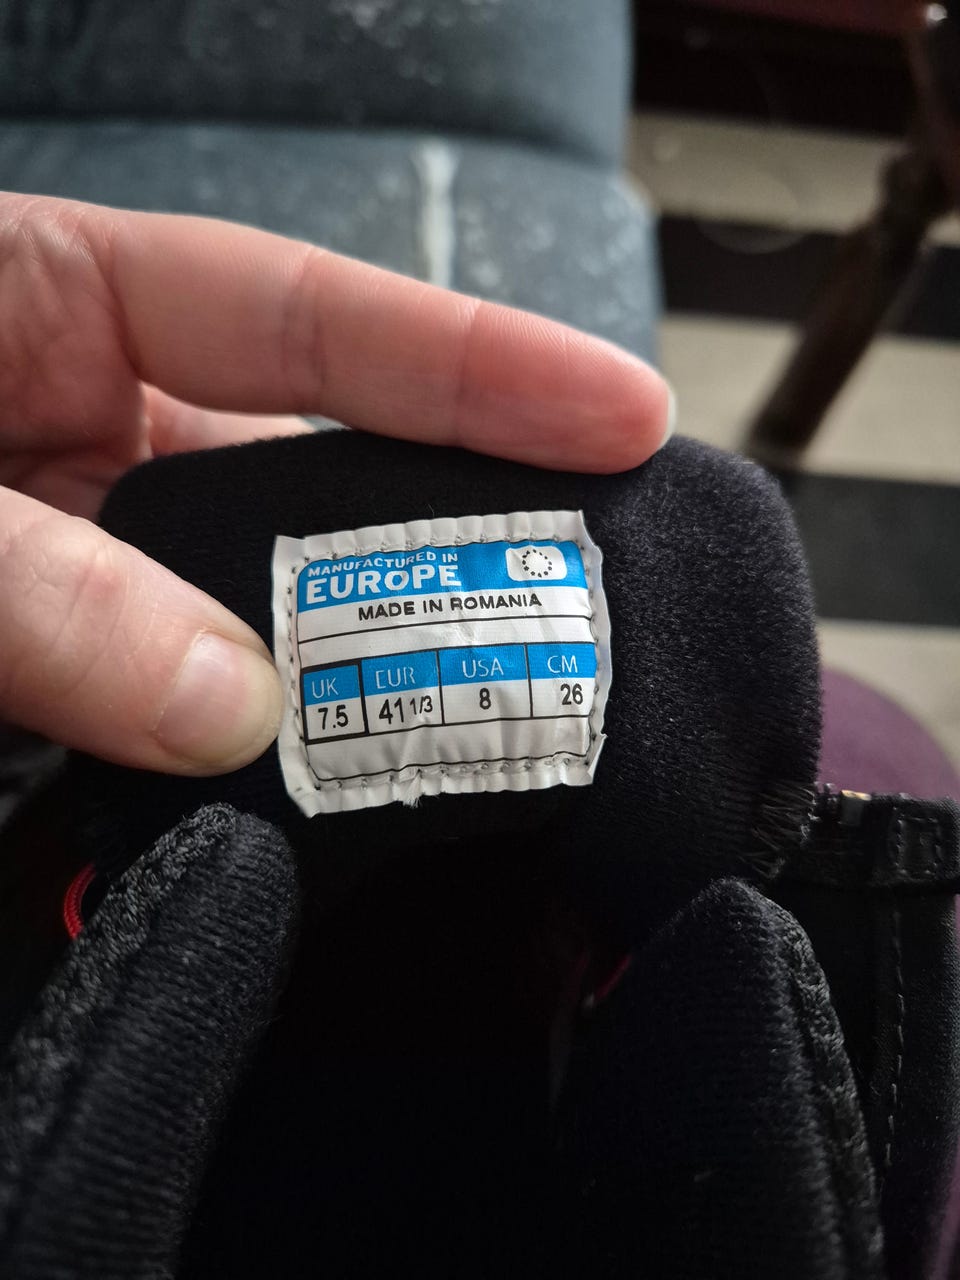 MANUFACTURED IN
EUROPE
MADE IN ROMANIA
UK EUR USA CM
7.5 41 1/3 8 26